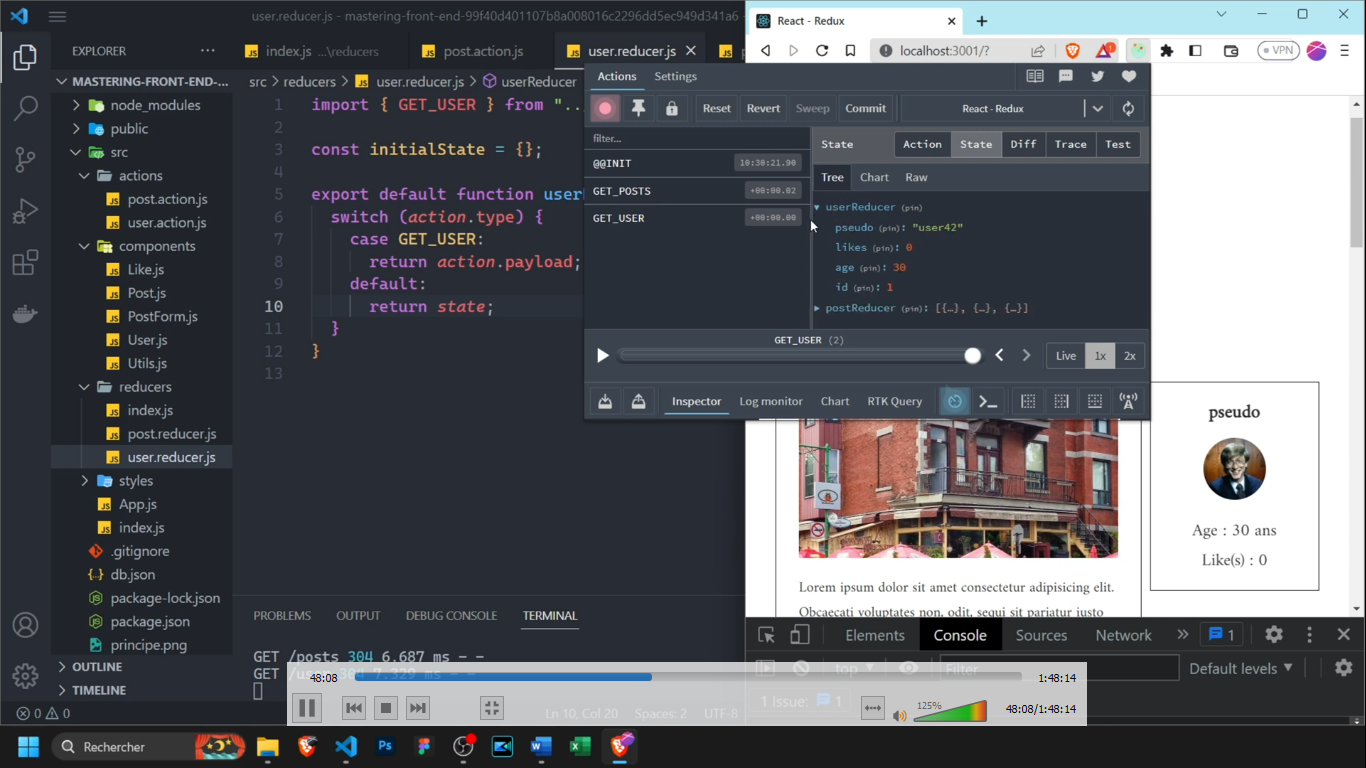 user.reducer.js - mastering-front-end-99f40d401107b8a008016c2296dd5ec949d341a6 -
EXPLORER
MASTERING-FRONT-END-...
node_modules
public
src
actions
post.action.js
user.action.js
components
Like.js
Post.js
PostForm.js
User.js
Utils.js
reducers
index.js
post.reducer.js
user.reducer.js
styles
App.js
index.js
.gitignore
db.json
package-lock.json
package.json
principe.png
OUTLINE
TIMELINE
0 0
index.js ...\reducers
post.action.js
user.reducer.js
src > reducers > user.reducer.js > userReducer
1 import { GET_USER } from "..
2
3 const initialState = {};
4
5 export default function user
6 switch (action.type) {
7 case GET_USER:
8 return action.payload;
9 default:
10 return state;
11 }
12 }
13
PROBLEMS OUTPUT DEBUG CONSOLE TERMINAL
GET /posts 304 6.687 ms - -
GET /user 304 7.329 ms - -
Ln 10, Col 20 Spaces: 2 UTF-8
React - Redux
localhost:3001/?
VPN
Actions Settings
Reset Revert Sweep Commit React - Redux
filter...
@@INIT 10:30:21.90
GET_POSTS +00:00.02
GET_USER +00:00.00
State Action State Diff Trace Test
Tree Chart Raw
userReducer (pin)
pseudo (pin): "user42"
likes (pin): 0
age (pin): 30
id (pin): 1
postReducer (pin): [{…}, {…}, {…}]
GET_USER (2)
Live 1x 2x
Inspector Log monitor Chart RTK Query
pseudo
Age : 30 ans
Like(s) : 0
Lorem ipsum dolor sit amet consectetur adipisicing elit.
Obcaecati voluptates non, odit, sequi sit pariatur iusto
Elements Console Sources Network 1
top Filter Default levels
1 Issue: 1
48:08 1:48:14
125% 48:08/1:48:14
Rechercher